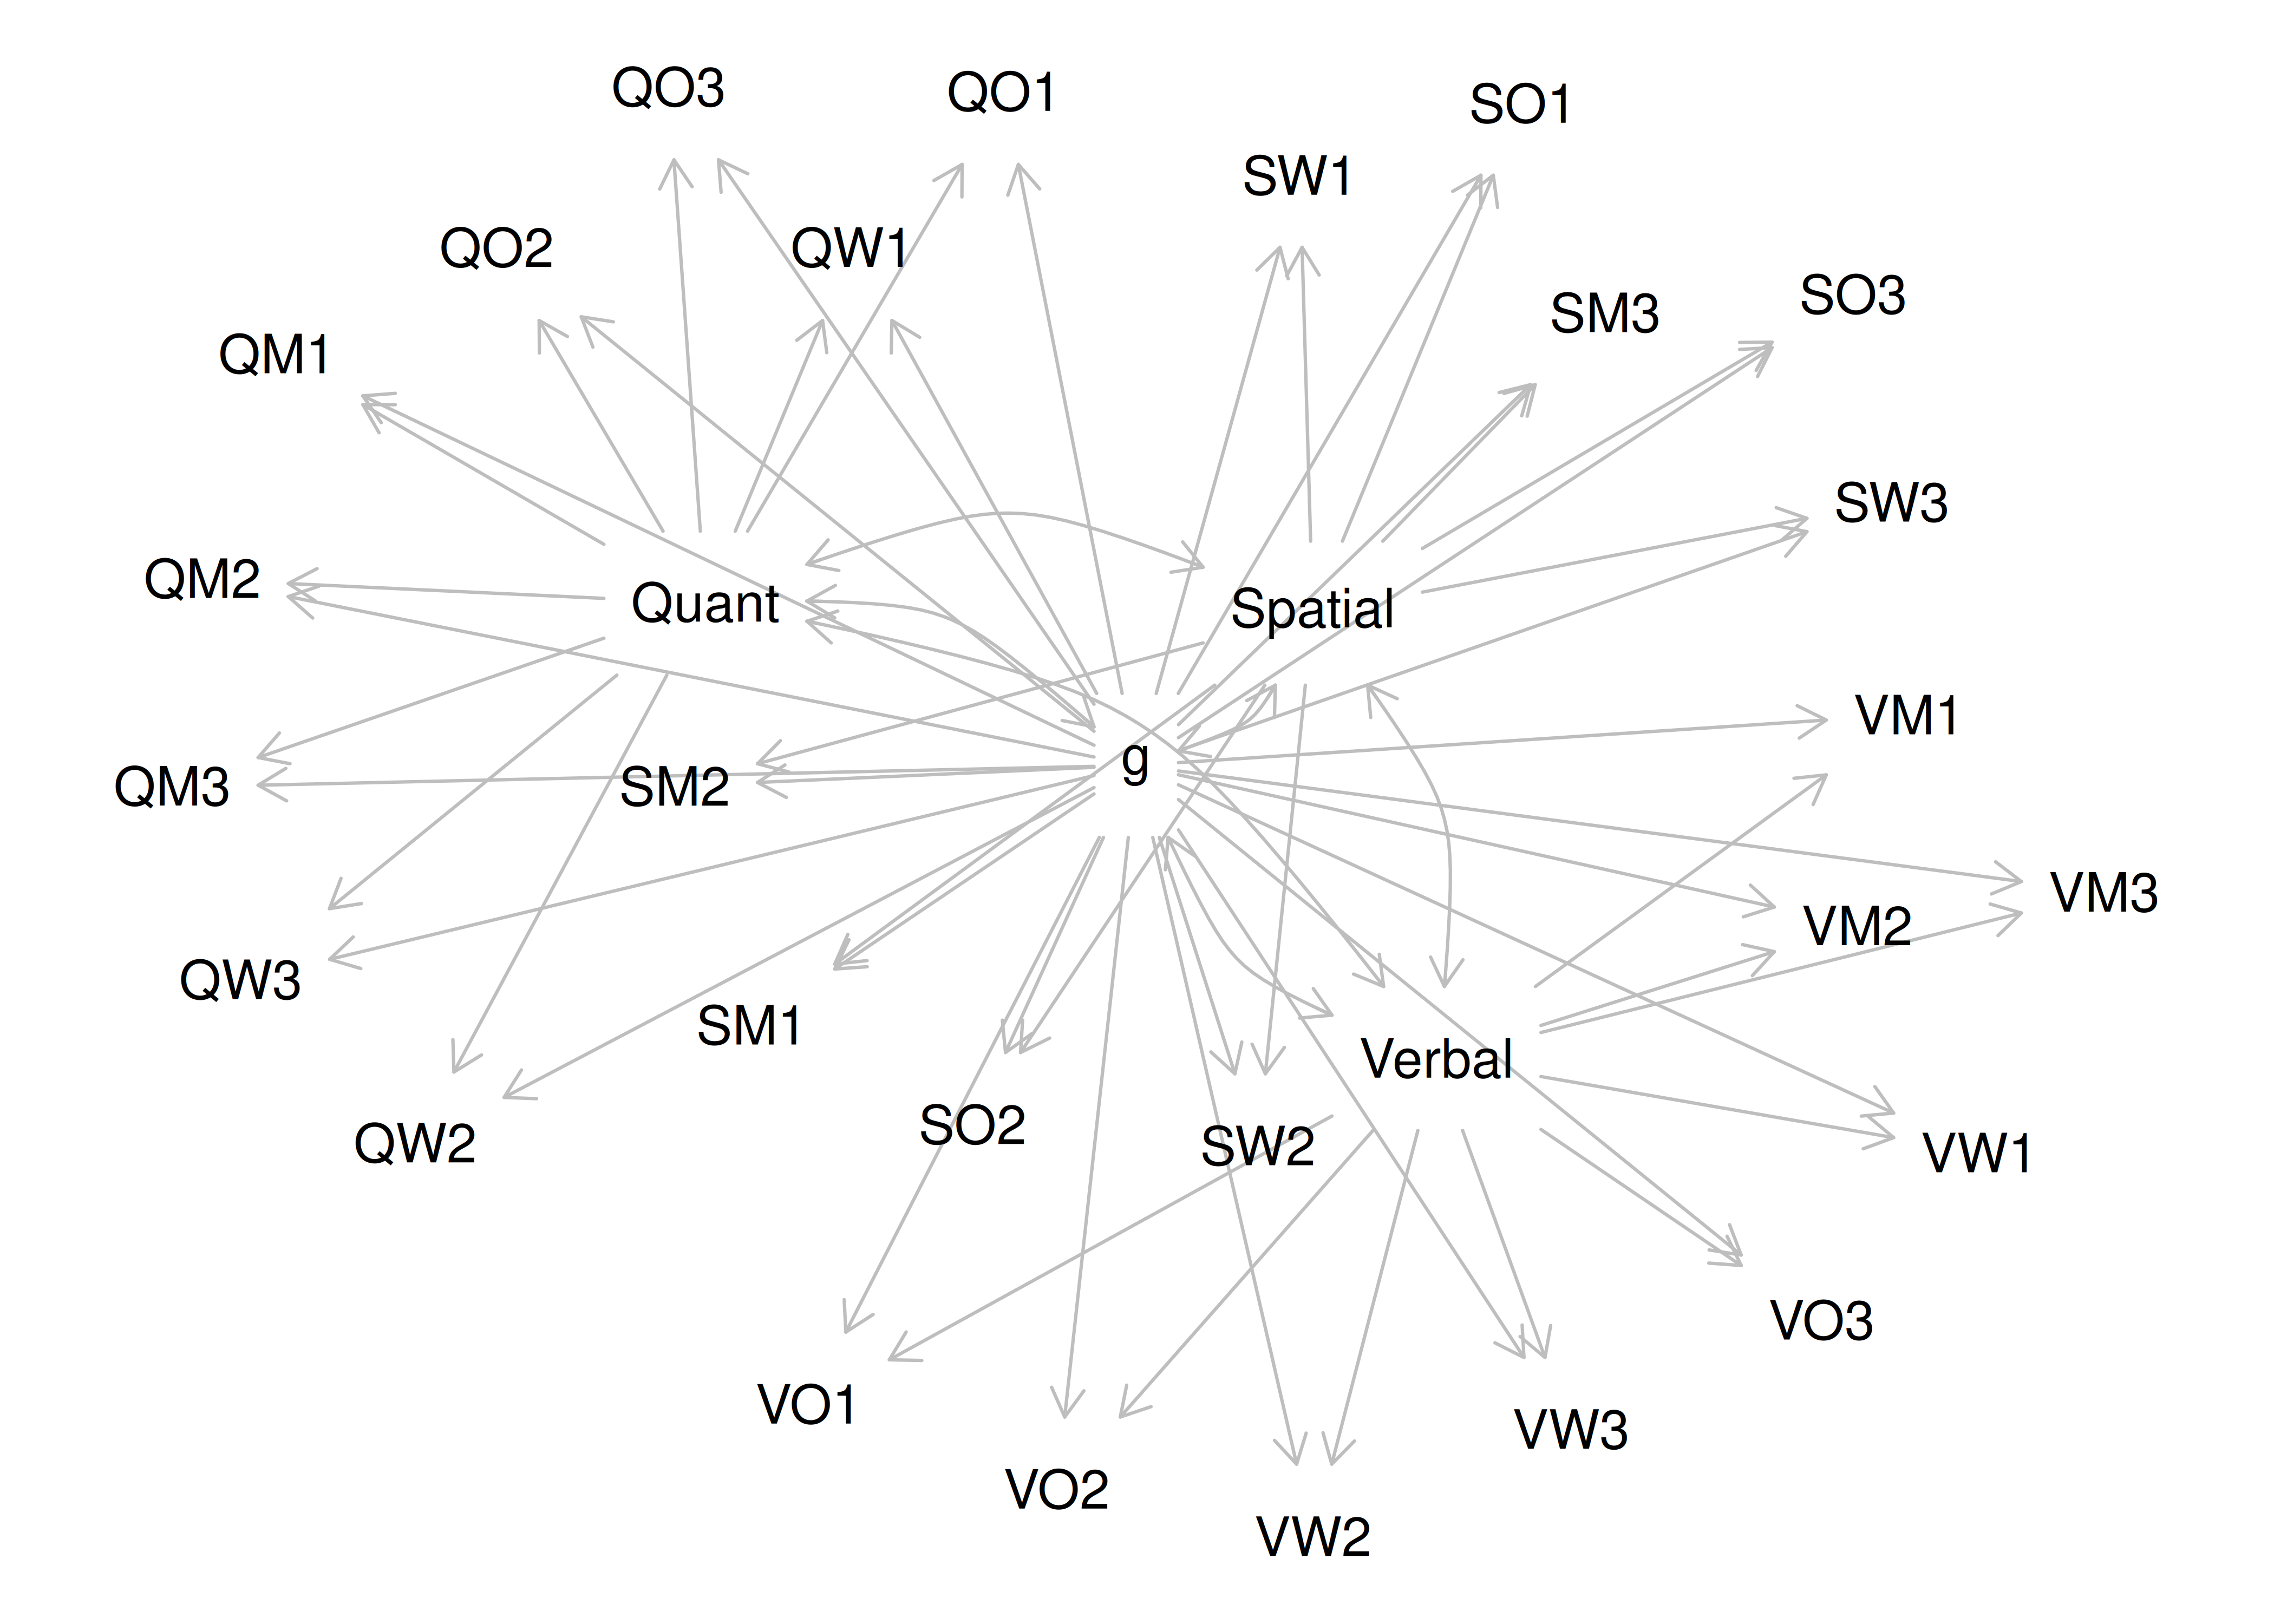 QO3
QO1
SO1
SW1
QO2
QW1
SO3
SM3
QM1
SW3
QM2
Quant
Spatial
VM1
g
QM3
SM2
VM3
VM2
QW3
SM1
Verbal
SO2
QW2
SW2
VW1
VO3
VO1
VW3
VO2
VW2